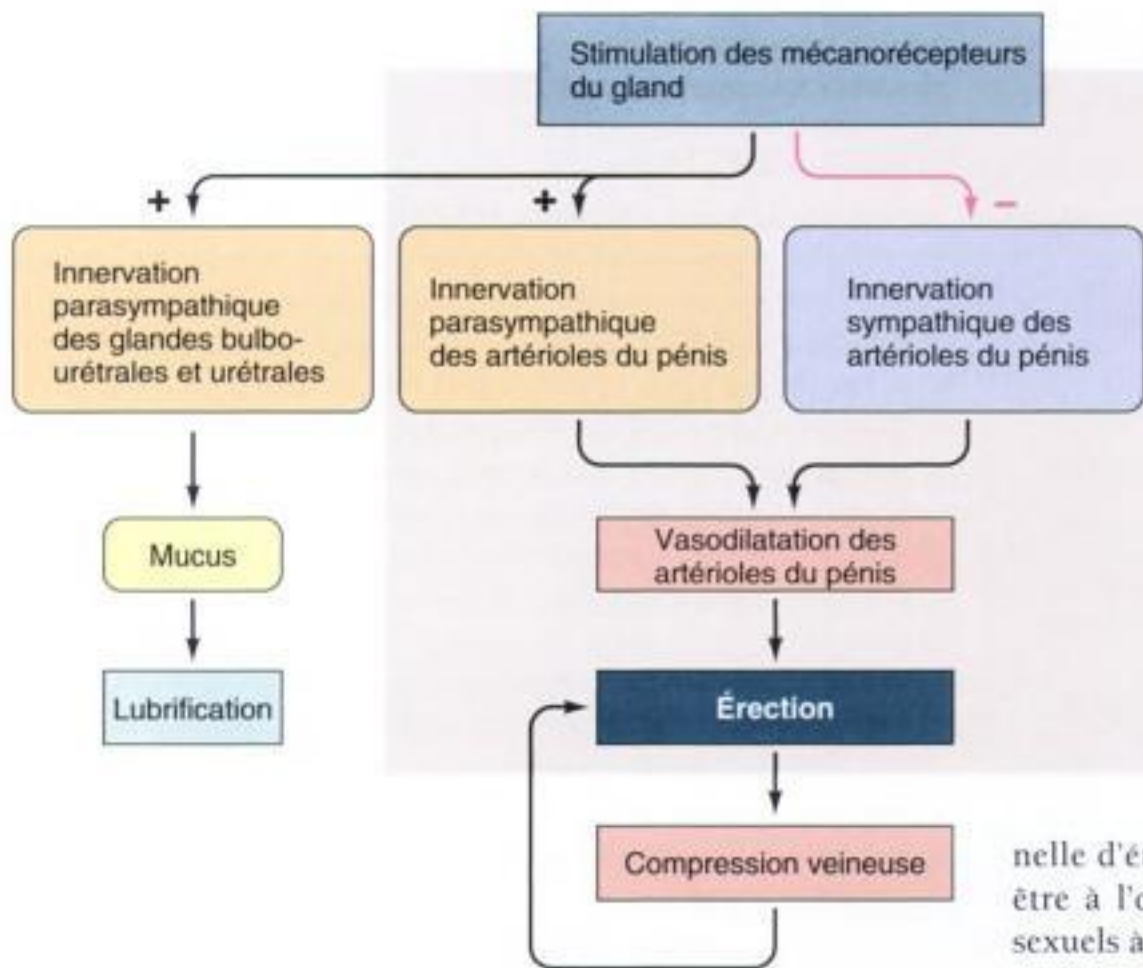 Stimulation des mécanorécepteurs
du gland
+
+
−
Innervation
parasympathique
des glandes bulbo-
urétrales et urétrales
Innervation
parasympathique
des artérioles du pénis
Innervation
sympathique des
artérioles du pénis
Mucus
Vasodilatation des
artérioles du pénis
Lubrification
Érection
Compression veineuse
nelle d'é
être à l'
sexuels à